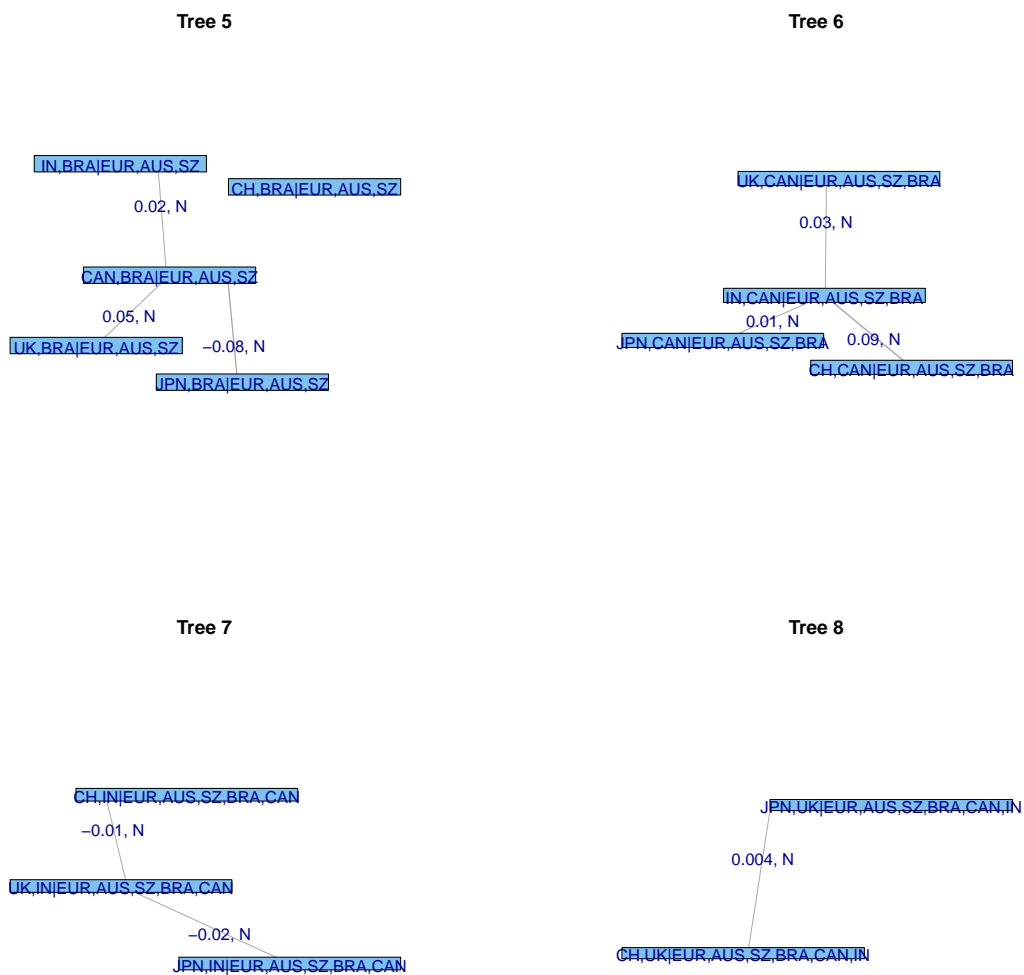 Tree 5
IN,BRA|EUR,AUS,SZ
CH,BRA|EUR,AUS,SZ
0.02, N
CAN,BRA|EUR,AUS,SZ
0.05, N
UK,BRA|EUR,AUS,SZ
−0.08, N
JPN,BRA|EUR,AUS,SZ
Tree 6
UK,CAN|EUR,AUS,SZ,BRA
0.03, N
IN,CAN|EUR,AUS,SZ,BRA
0.01, N
JPN,CAN|EUR,AUS,SZ,BRA
0.09, N
CH,CAN|EUR,AUS,SZ,BRA
Tree 7
CH,IN|EUR,AUS,SZ,BRA,CAN
−0.01, N
UK,IN|EUR,AUS,SZ,BRA,CAN
−0.02, N
JPN,IN|EUR,AUS,SZ,BRA,CAN
Tree 8
JPN,UK|EUR,AUS,SZ,BRA,CAN,IN
0.004, N
CH,UK|EUR,AUS,SZ,BRA,CAN,IN